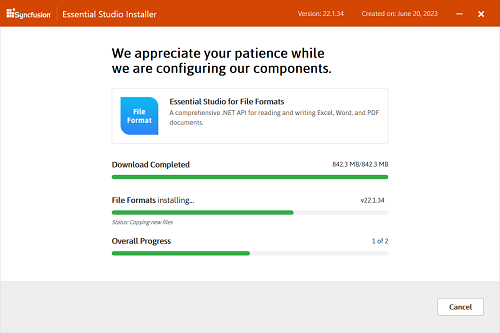 Syncfusion Essential Studio Installer Version: 22.1.34 Created on: June 20, 2023
We appreciate your patience while
we are configuring our components.
File
Format
Essential Studio for File Formats
A comprehensive .NET API for reading and writing Excel, Word, and PDF
documents.
Download Completed 842.3 MB/842.3 MB
File Formats installing... v22.1.34
Status: Copying new files
Overall Progress 1 of 2
Cancel